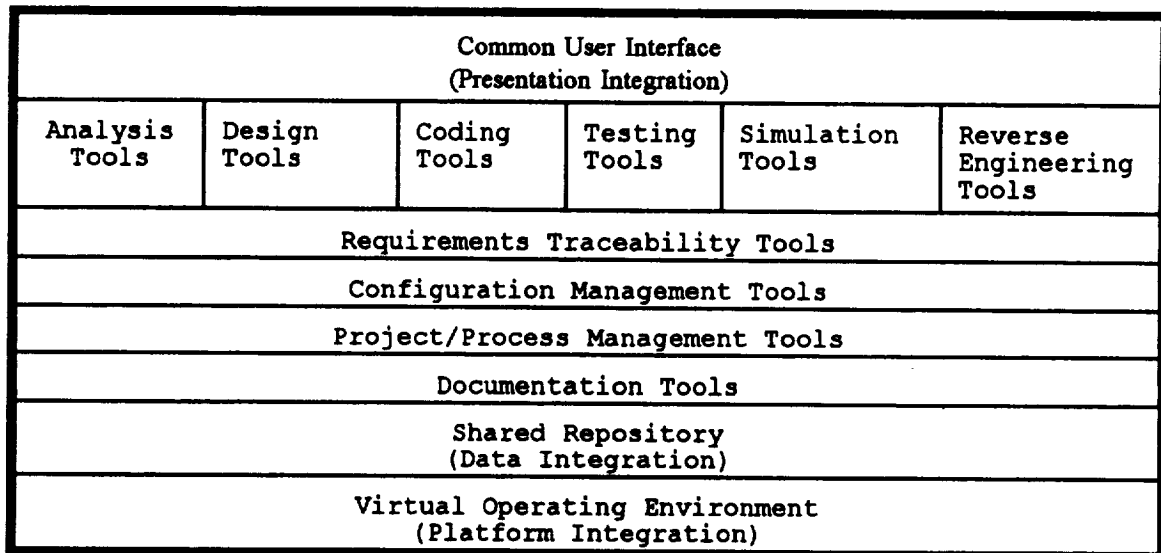 Common User Interface
(Presentation Integration)
Analysis
Tools
Design
Tools
Coding
Tools
Testing
Tools
Simulation
Tools
Reverse
Engineering
Tools
Requirements Traceability Tools
Configuration Management Tools
Project/Process Management Tools
Documentation Tools
Shared Repository
(Data Integration)
Virtual Operating Environment
(Platform Integration)